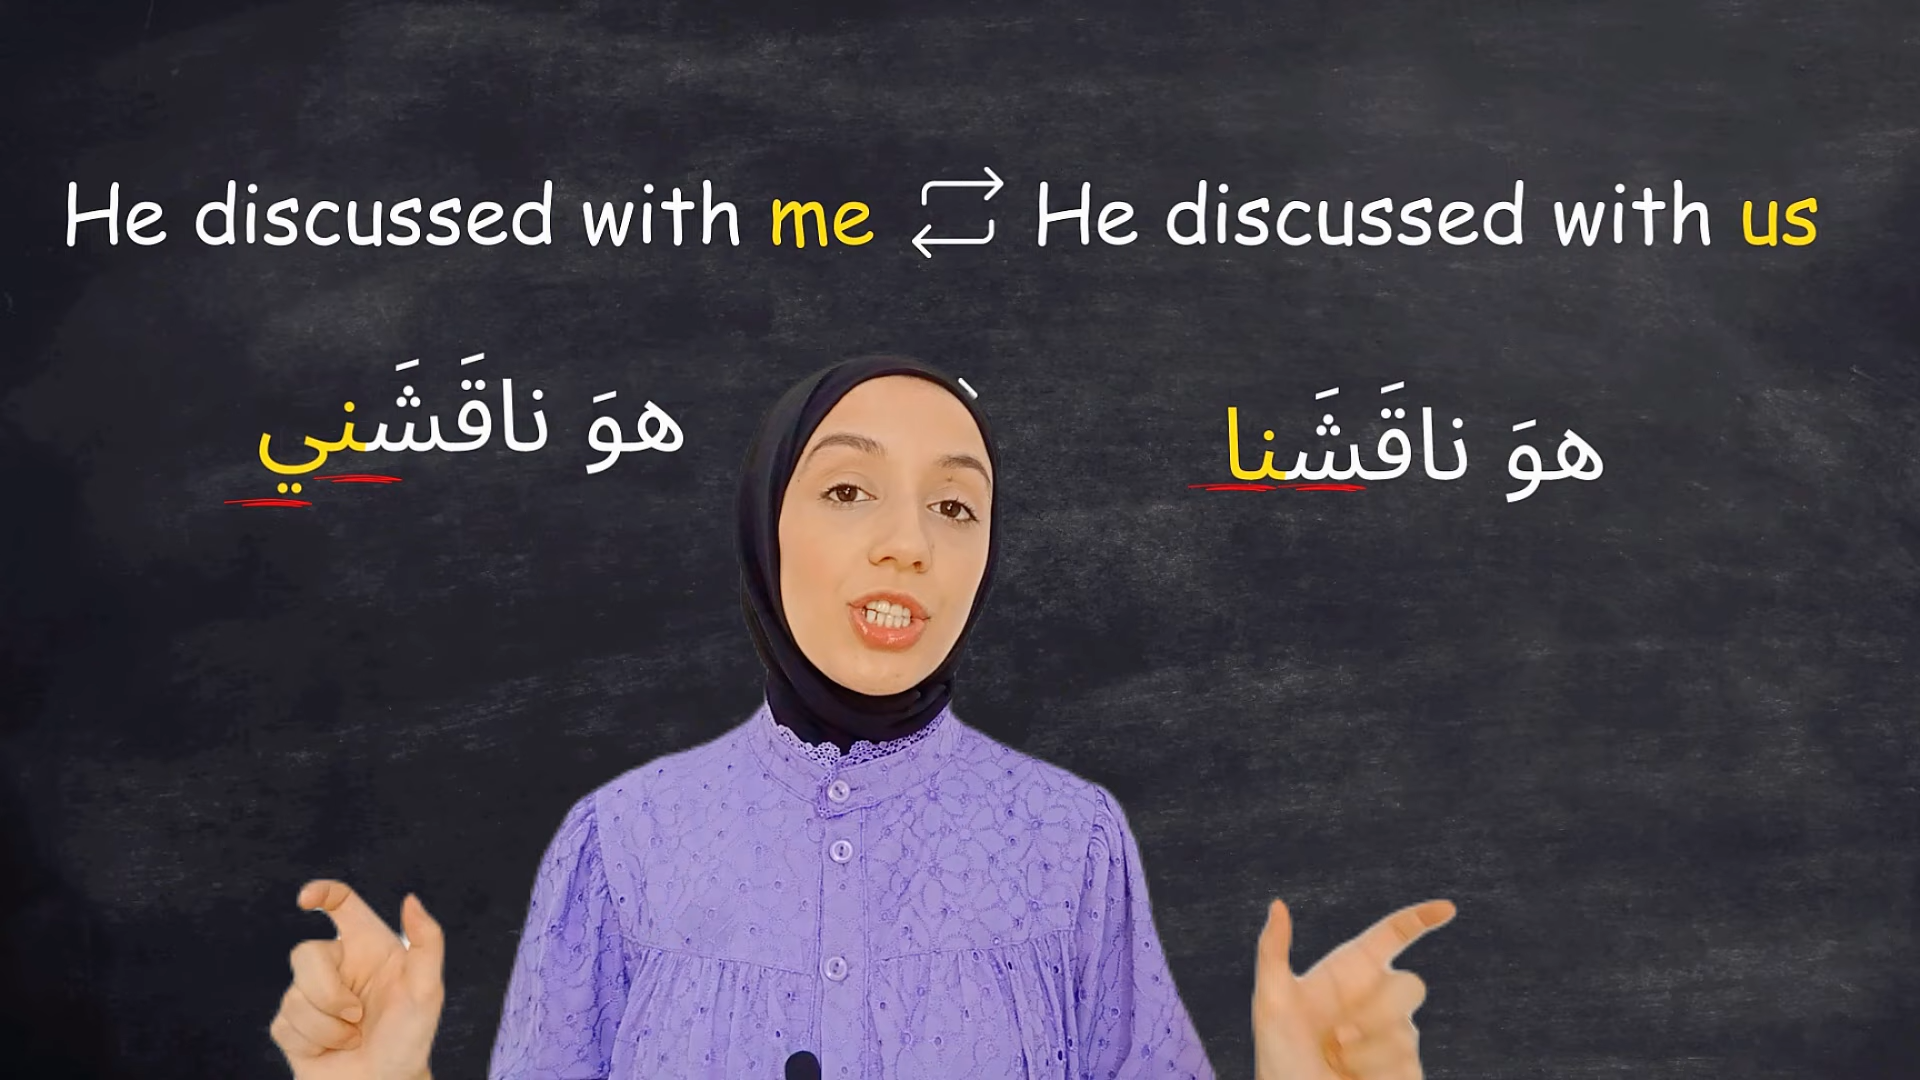 He discussed with me
He discussed with us
هوَ ناقَشَني
هوَ ناقَشَنا